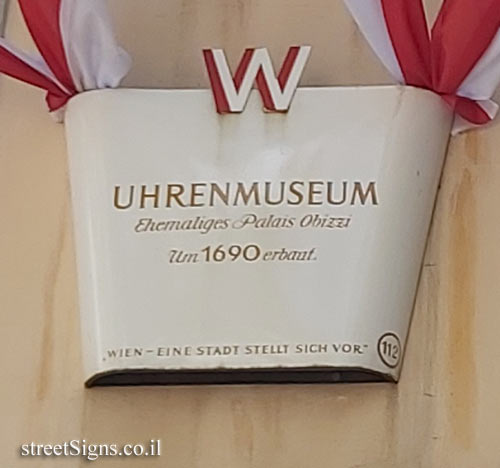 W
UHRENMUSEUM
Ehemaliges Palais Obizzi
Um 1690 erbaut.
„WIEN – EINE STADT STELLT SICH VOR“ 112
streetSigns.co.il